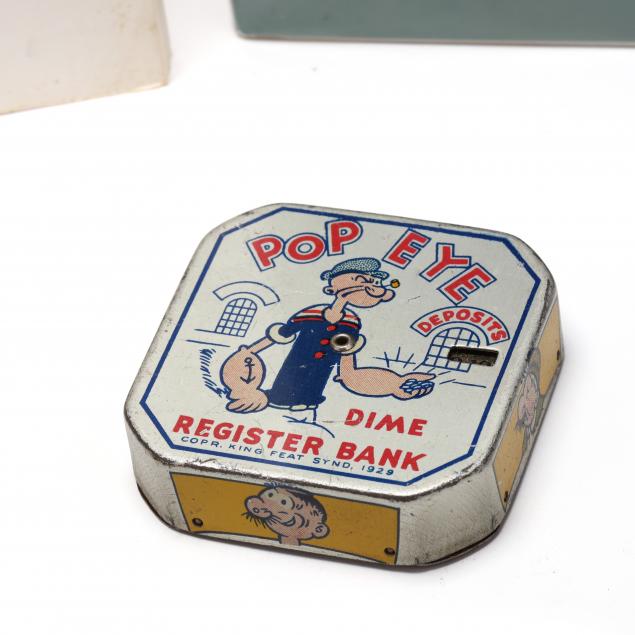 POP EYE
DEPOSITS
DIME
REGISTER BANK
COPR. KING FEAT SYND, 1929